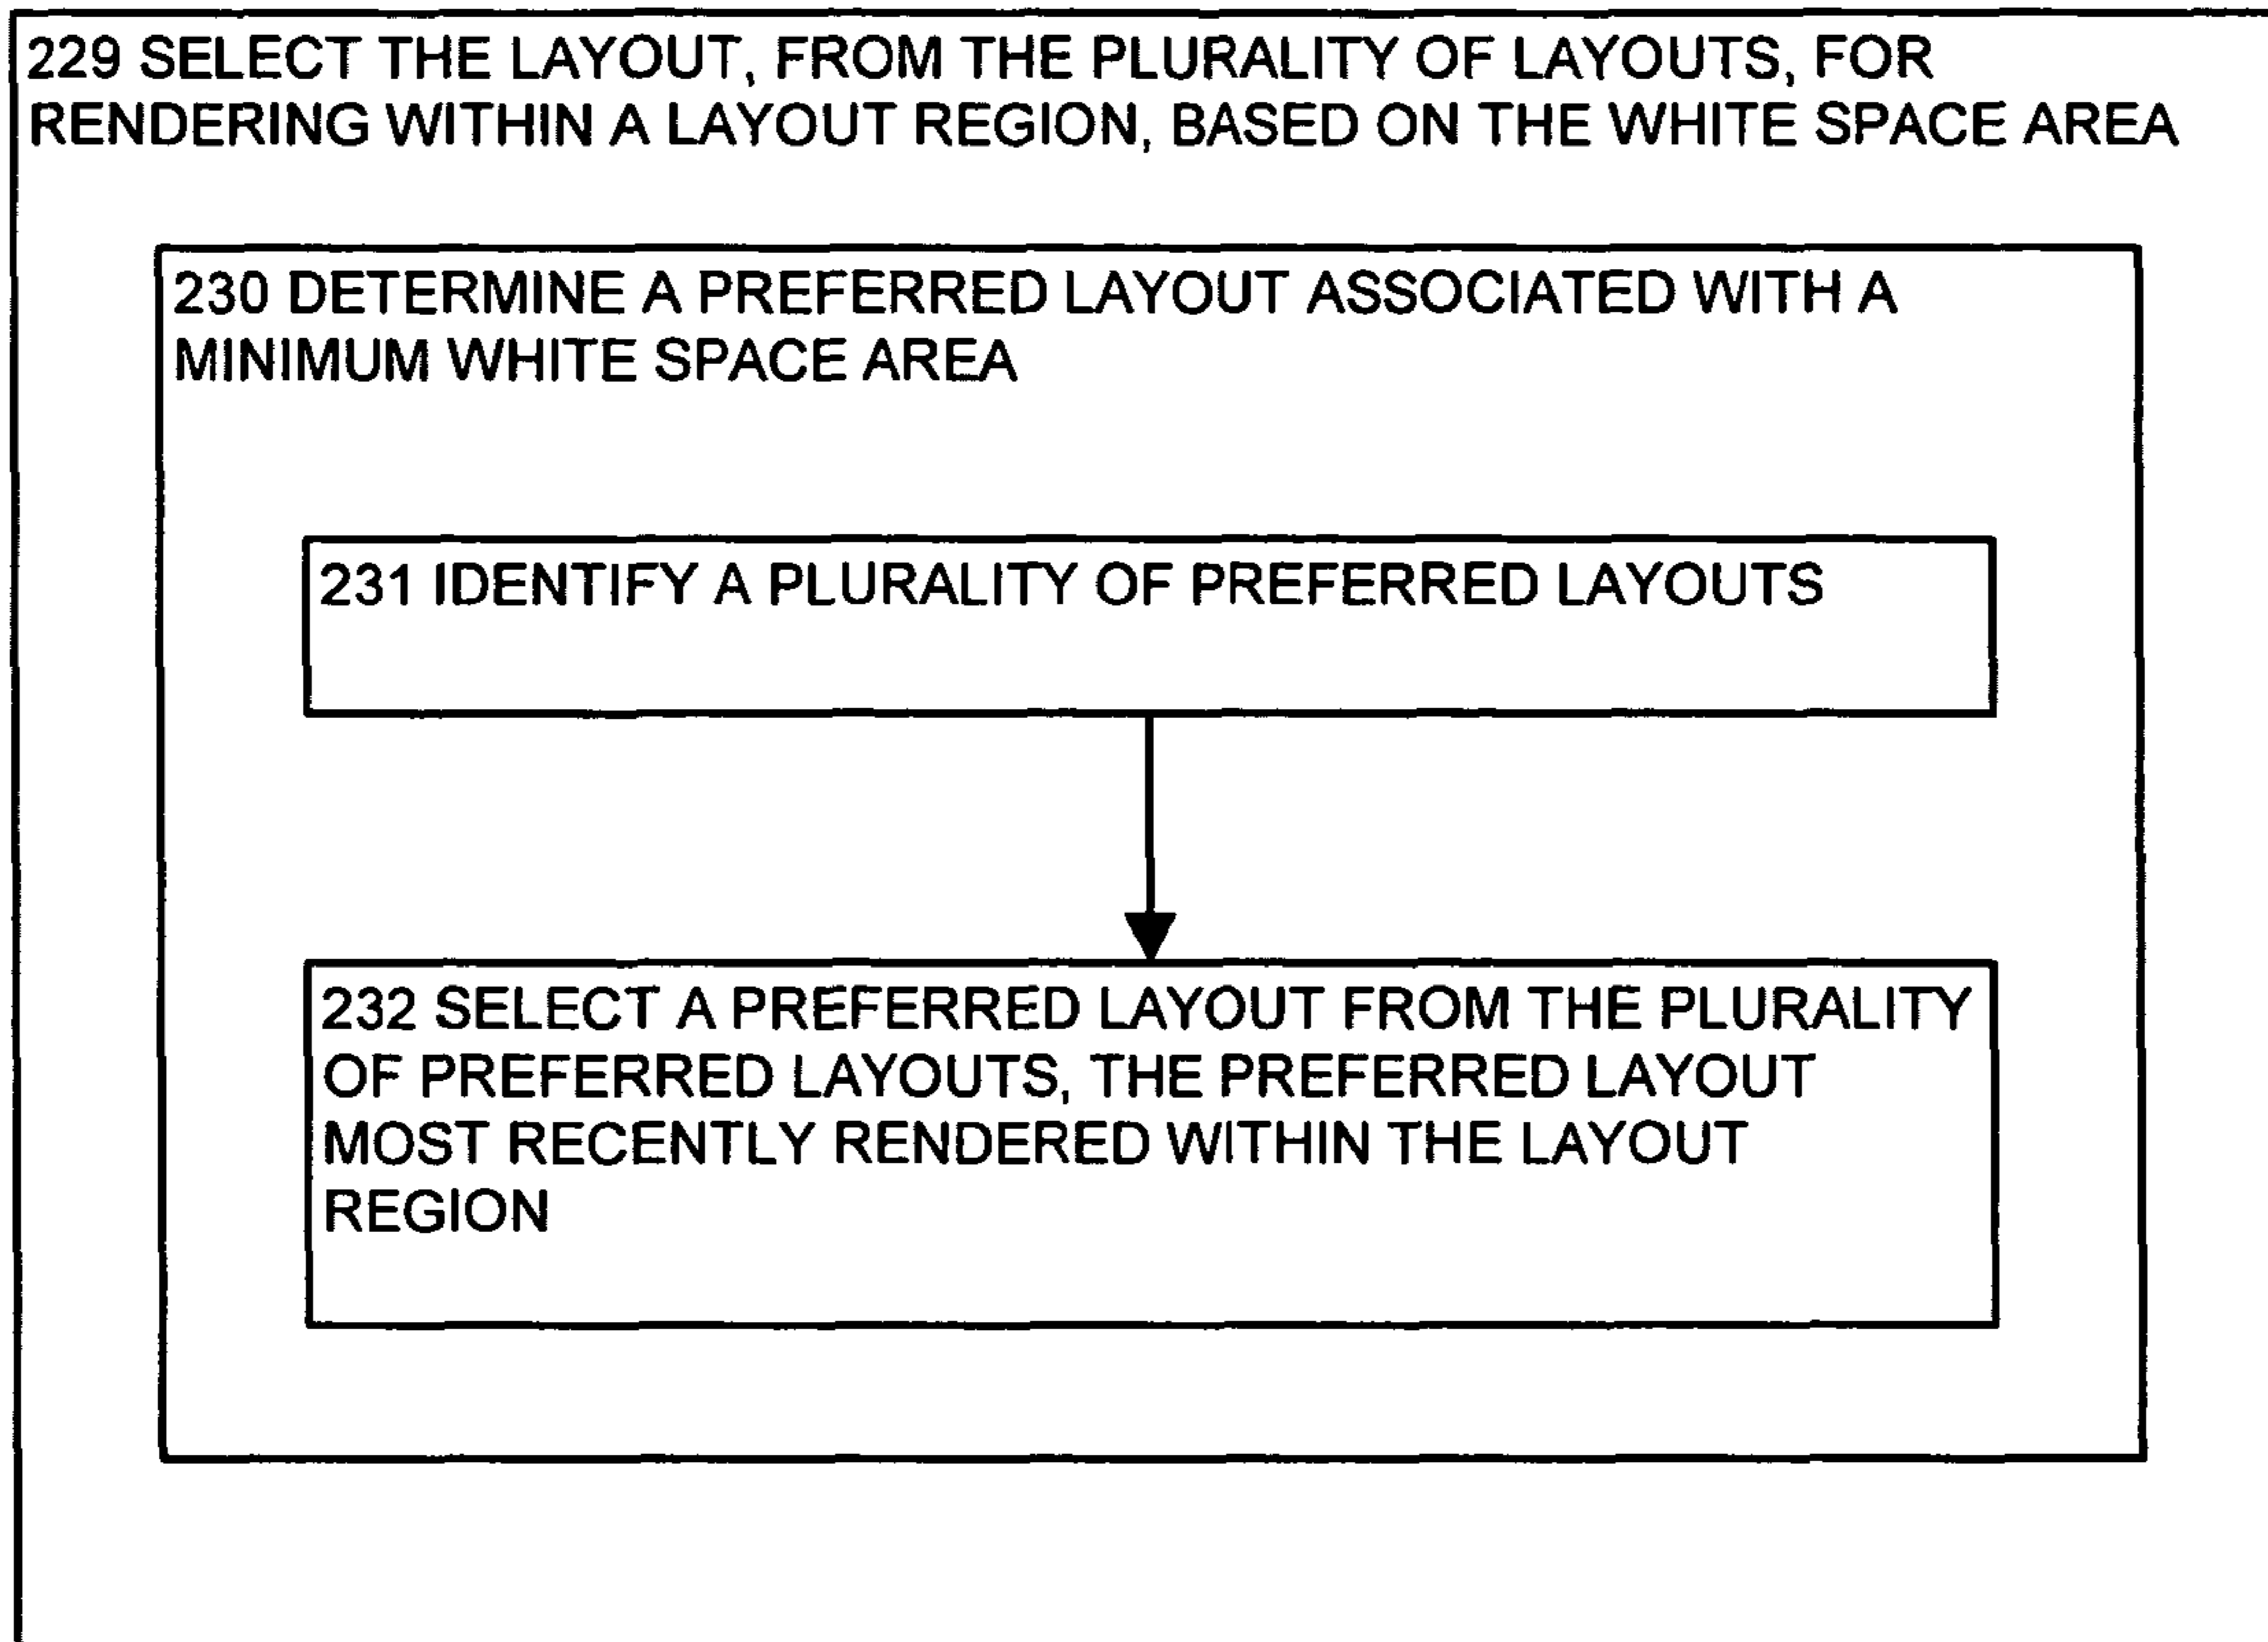 229 SELECT THE LAYOUT, FROM THE PLURALITY OF LAYOUTS, FOR
RENDERING WITHIN A LAYOUT REGION, BASED ON THE WHITE SPACE AREA
230 DETERMINE A PREFERRED LAYOUT ASSOCIATED WITH A
MINIMUM WHITE SPACE AREA
231 IDENTIFY A PLURALITY OF PREFERRED LAYOUTS
232 SELECT A PREFERRED LAYOUT FROM THE PLURALITY
OF PREFERRED LAYOUTS, THE PREFERRED LAYOUT
MOST RECENTLY RENDERED WITHIN THE LAYOUT
REGION